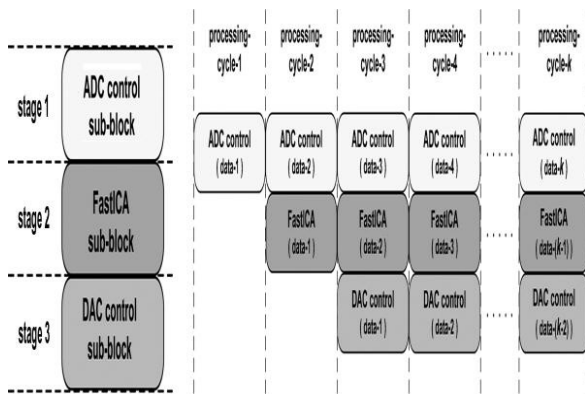 processing-cycle-1
processing-cycle-2
processing-cycle-3
processing-cycle-4
.....
processing-cycle-k
stage 1
ADC control
sub-block
ADC control
(data-1)
ADC control
(data-2)
ADC control
(data-3)
ADC control
(data-4)
.....
ADC control
(data-k)
stage 2
FastICA
sub-block
FastICA
(data-1)
FastICA
(data-2)
FastICA
(data-3)
.....
FastICA
(data-(k-1))
stage 3
DAC control
sub-block
DAC control
(data-1)
DAC control
(data-2)
.....
DAC control
(data-(k-2))